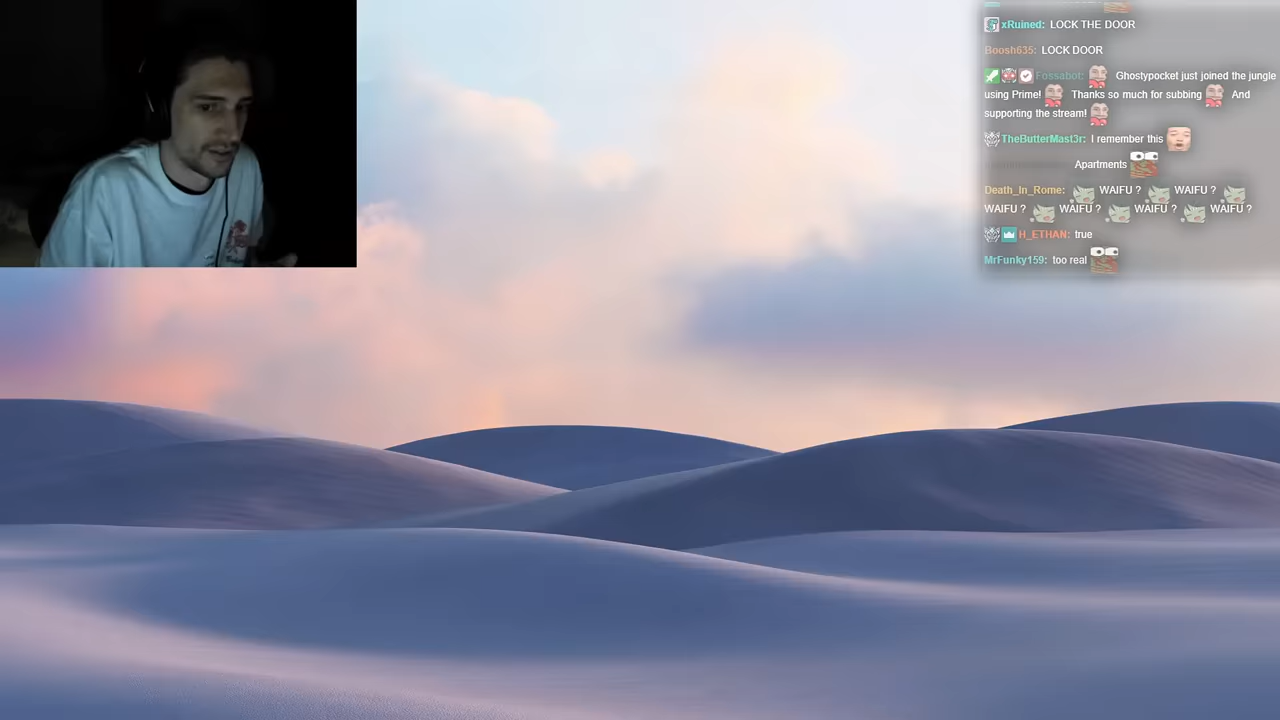 xRuined: LOCK THE DOOR
Boosh635: LOCK DOOR
Fossabot: Ghostypocket just joined the jungle
using Prime! Thanks so much for subbing And
supporting the stream!
TheButterMast3r: I remember this
Apartments
Death_In_Rome: WAIFU ? WAIFU ?
WAIFU ? WAIFU ? WAIFU ? WAIFU ?
H_ETHAN: true
MrFunky159: too real